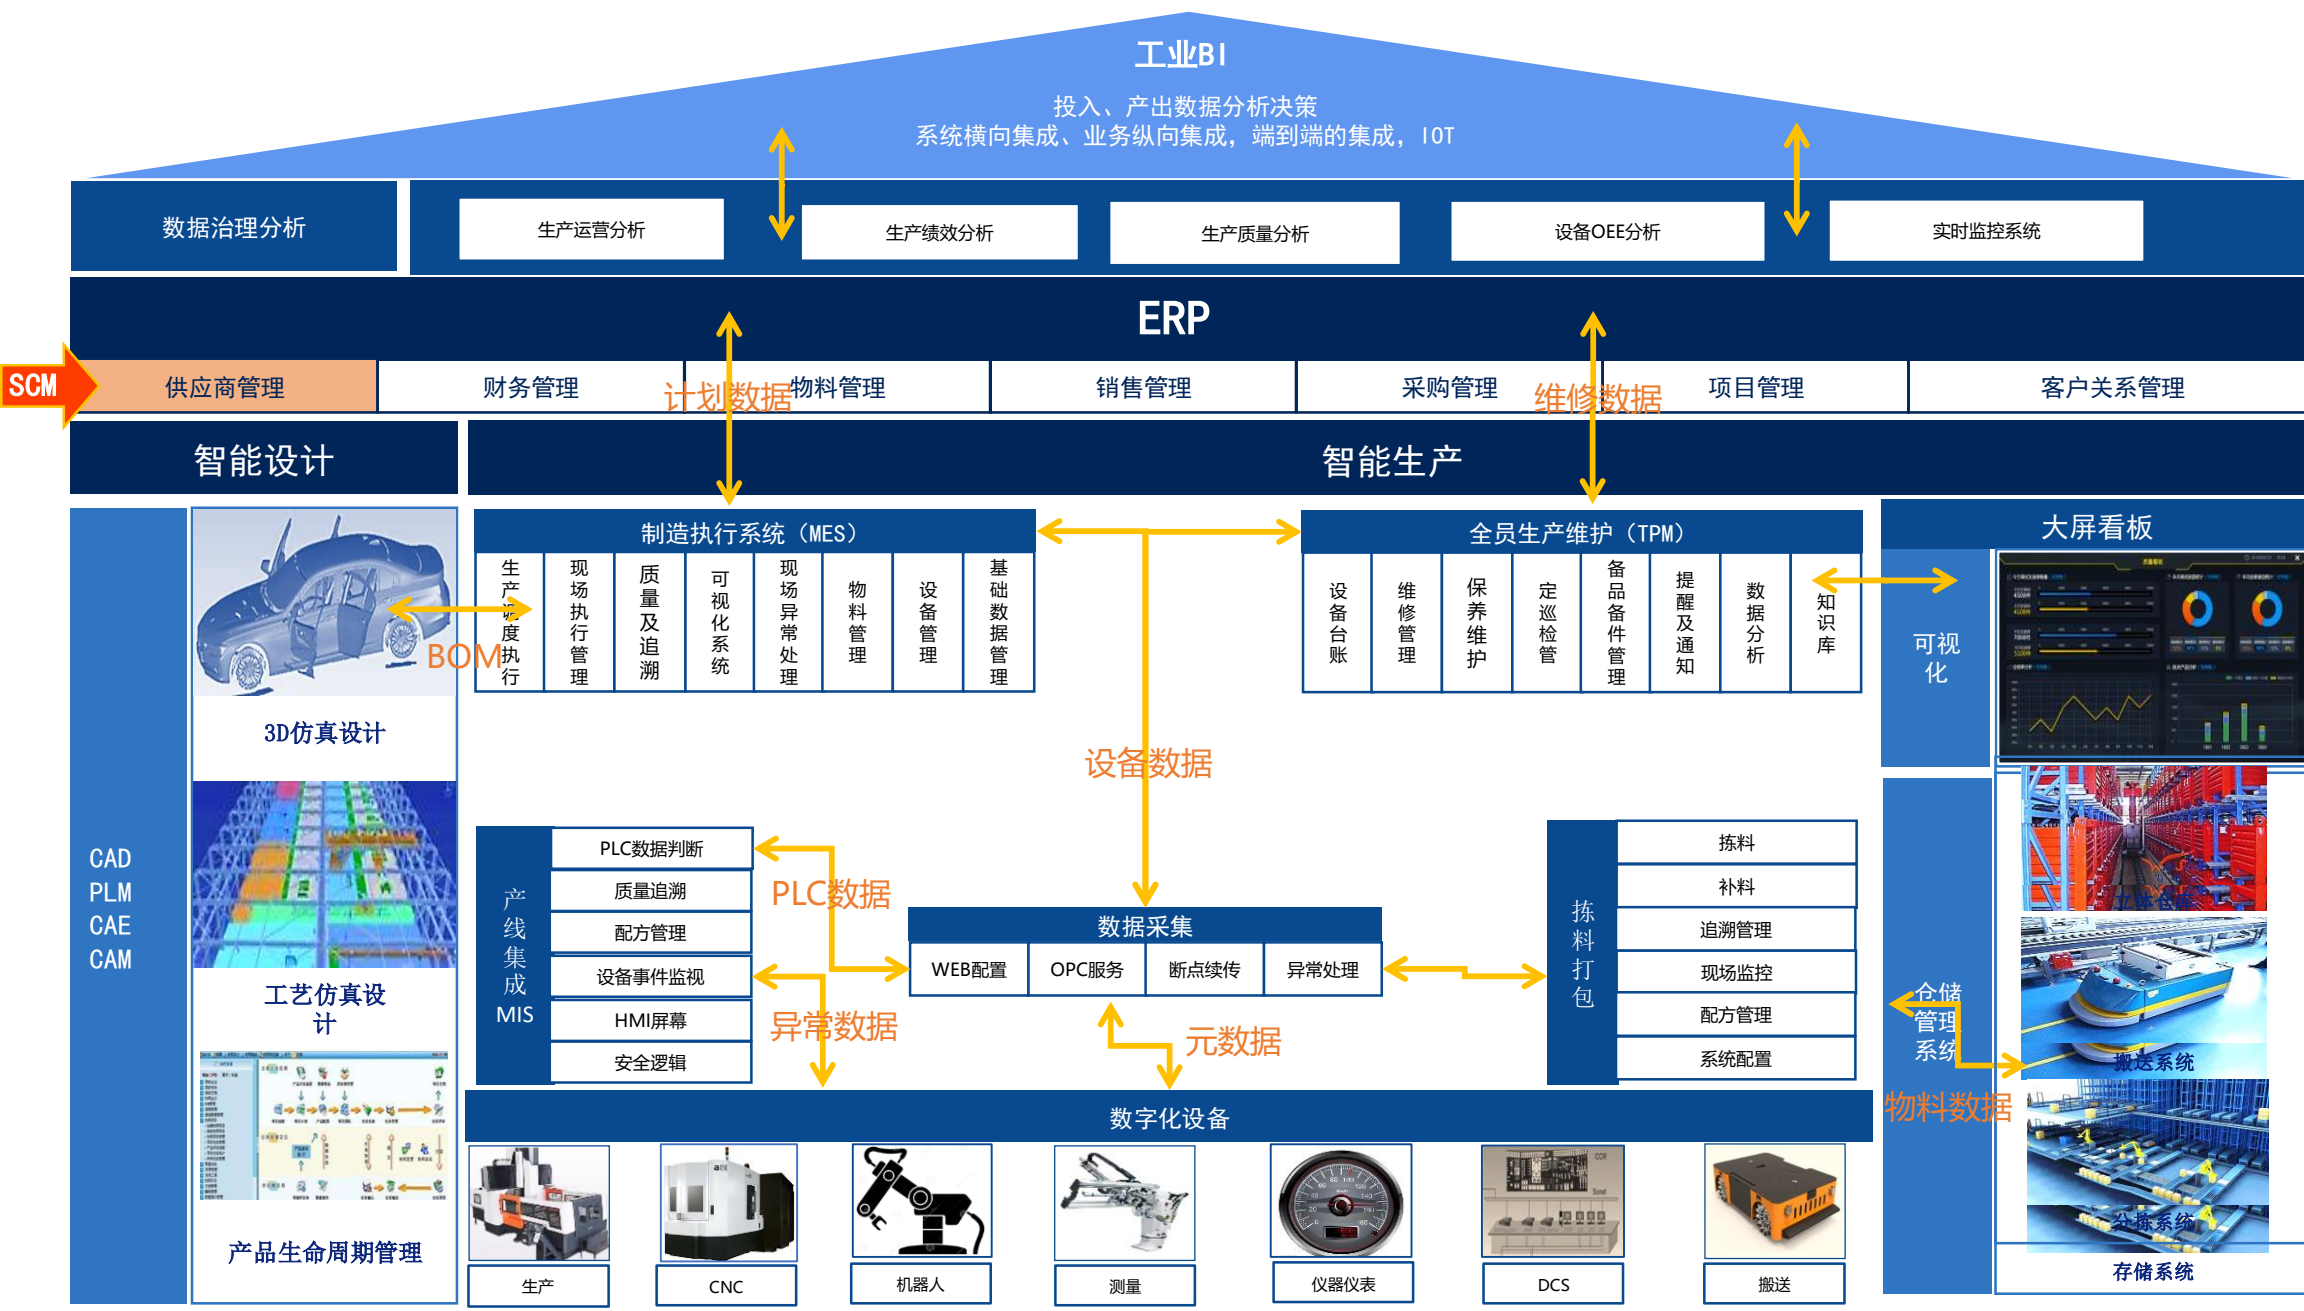 工业BI
投入、产出数据分析决策
系统横向集成、业务纵向集成，端到端的集成，IOT
数据治理分析
生产运营分析
生产绩效分析
生产质量分析
设备OEE分析
实时监控系统
ERP
SCM
供应商管理
财务管理
物料管理
销售管理
采购管理
项目管理
客户关系管理
计划数据
维修数据
智能设计
智能生产
CAD
PLM
CAE
CAM
3D仿真设计
工艺仿真设
计
产品生命周期管理
BOM
制造执行系统（MES）
生产调度执行
现场执行管理
质量及追溯
可视化系统
现场异常处理
物料管理
设备管理
基础数据管理
全员生产维护（TPM）
设备台账
维修管理
保养维护
定巡检管
备品备件管理
提醒及通知
数据分析
知识库
大屏看板
可视
化
质量看板
设备数据
产线集成
MIS
PLC数据判断
质量追溯
配方管理
设备事件监视
HMI屏幕
安全逻辑
PLC数据
异常数据
数据采集
WEB配置
OPC服务
断点续传
异常处理
元数据
拣料打包
拣料
补料
追溯管理
现场监控
配方管理
系统配置
仓储
管理
系统
物料数据
立体仓库
搬送系统
分拣系统
存储系统
数字化设备
生产
CNC
机器人
测量
仪器仪表
DCS
搬送